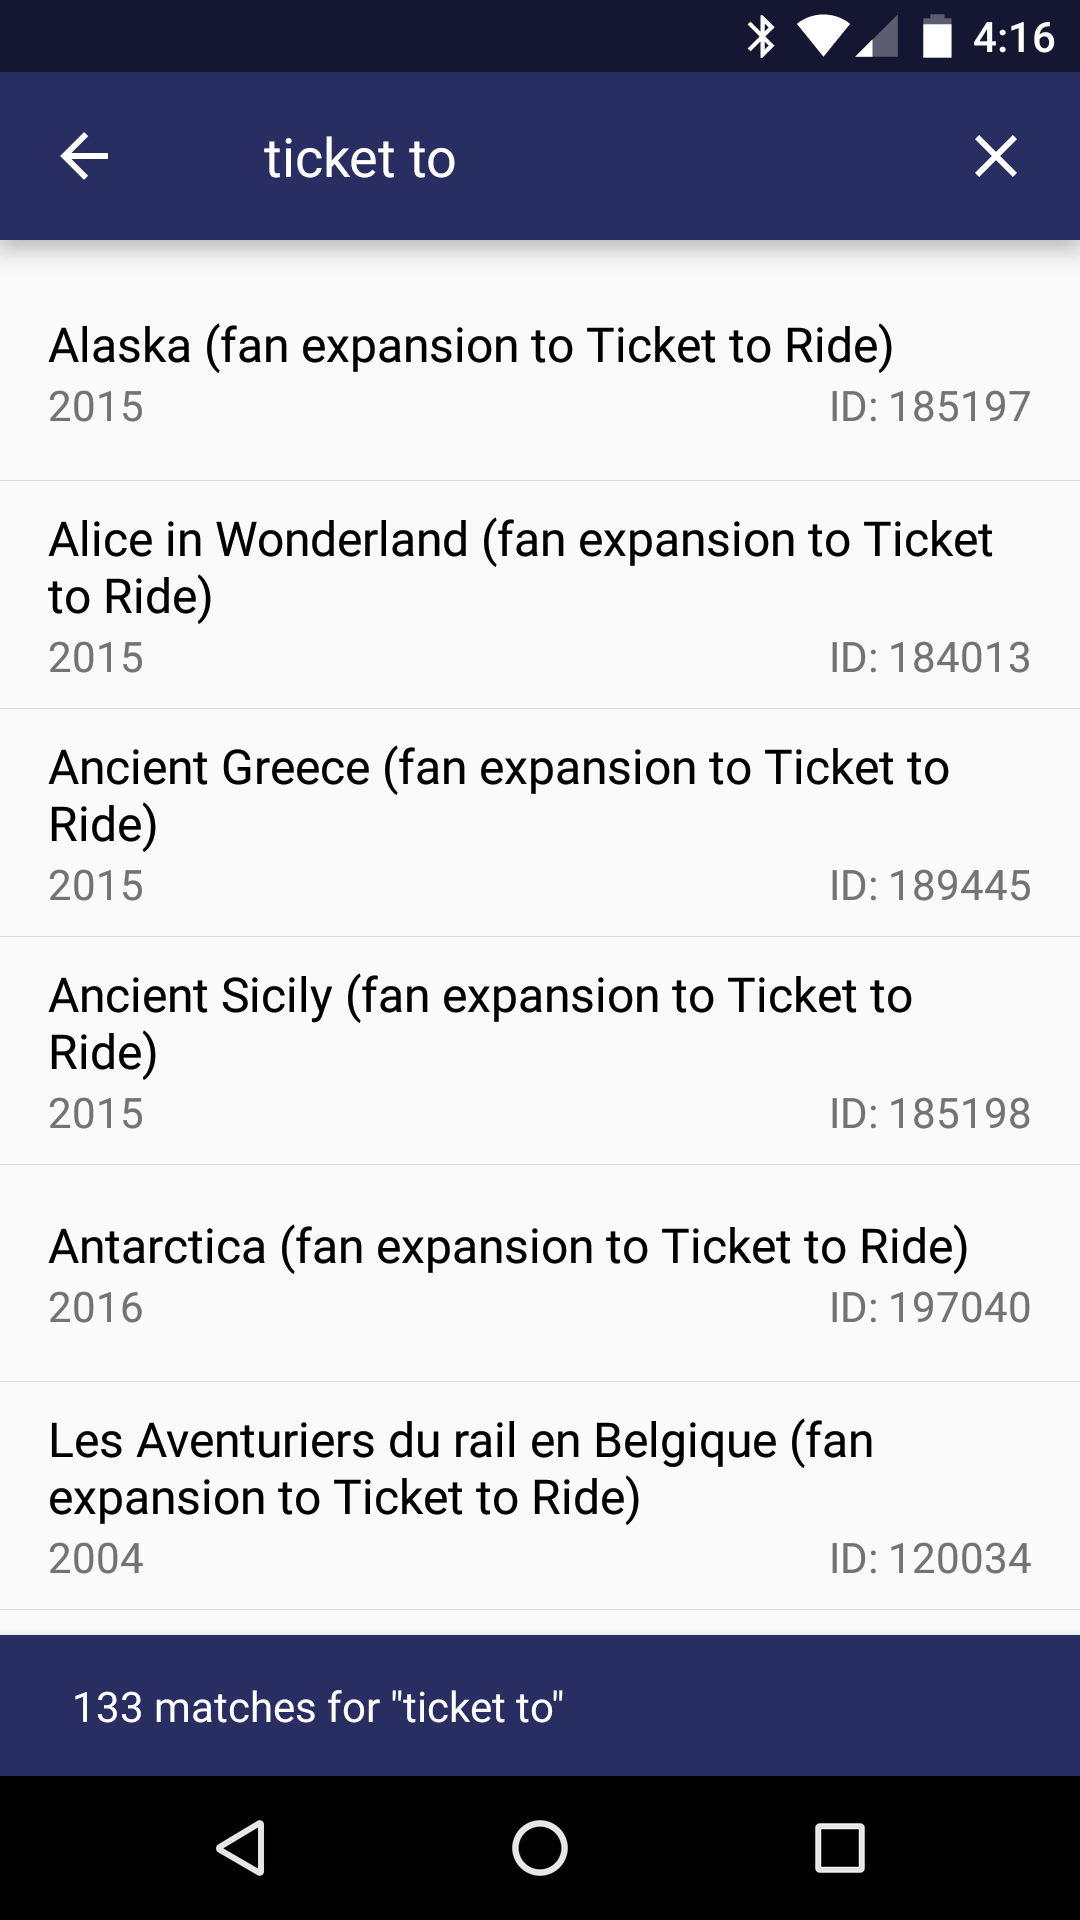 4:16
ticket to
Alaska (fan expansion to Ticket to Ride)
2015 ID: 185197
Alice in Wonderland (fan expansion to Ticket
to Ride)
2015 ID: 184013
Ancient Greece (fan expansion to Ticket to
Ride)
2015 ID: 189445
Ancient Sicily (fan expansion to Ticket to
Ride)
2015 ID: 185198
Antarctica (fan expansion to Ticket to Ride)
2016 ID: 197040
Les Aventuriers du rail en Belgique (fan
expansion to Ticket to Ride)
2004 ID: 120034
133 matches for "ticket to"